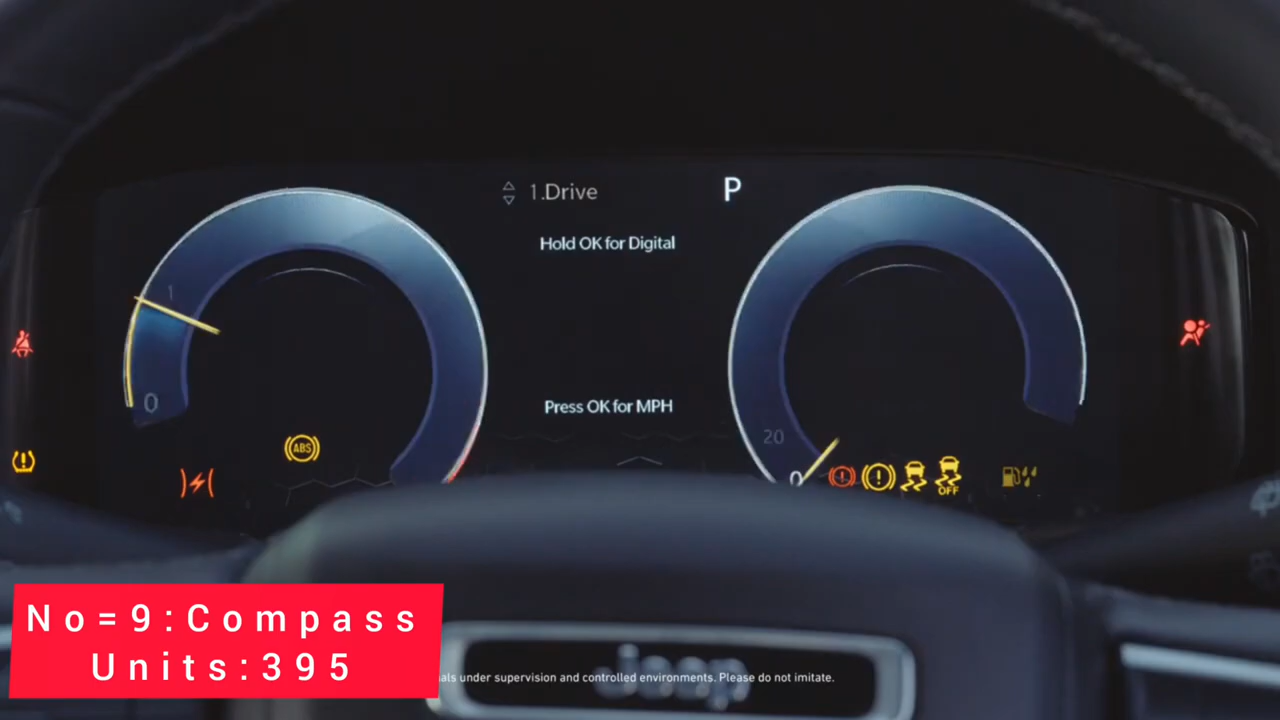 1.Drive
P
Hold OK for Digital
1
0
Press OK for MPH
20
0
ABS
OFF
No=9:Compass
Units:395
Jeep
under supervision and controlled environments. Please do not imitate.